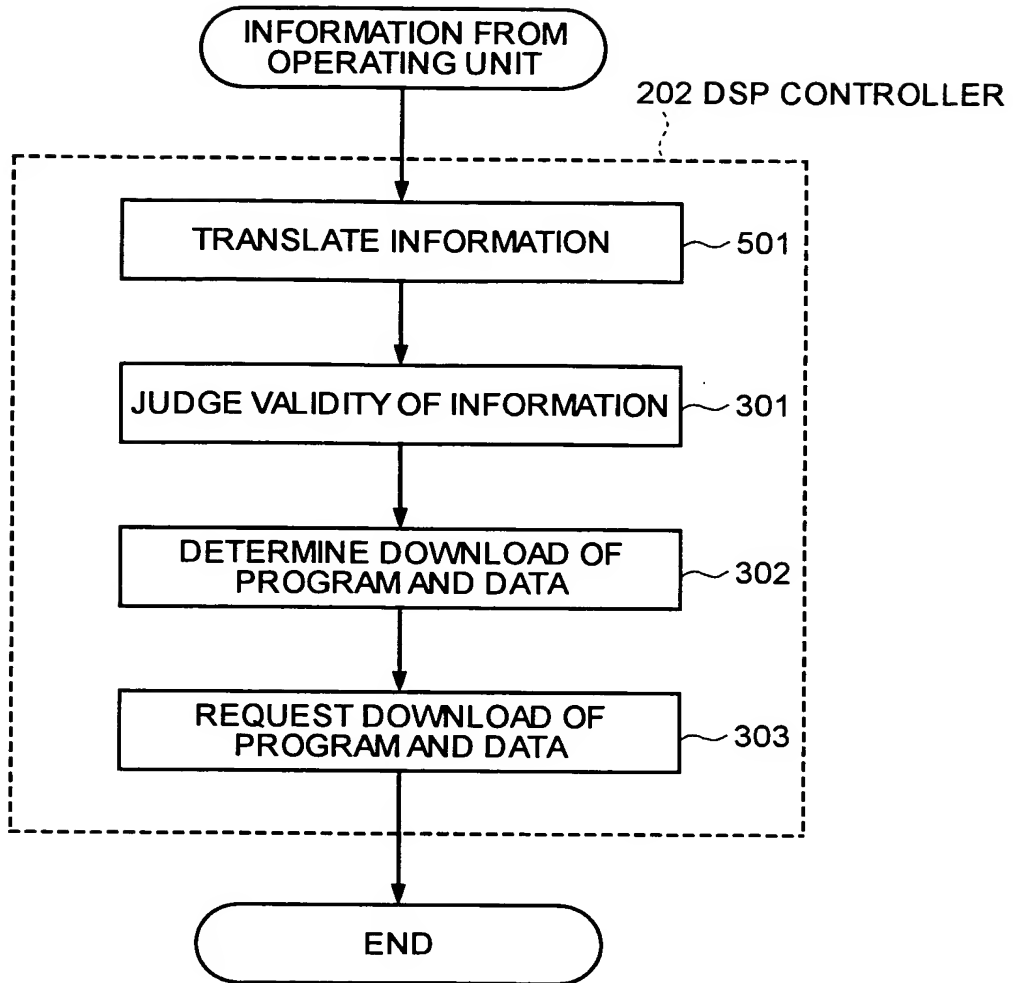 INFORMATION FROM
OPERATING UNIT
202 DSP CONTROLLER
TRANSLATE INFORMATION
501
JUDGE VALIDITY OF INFORMATION
301
DETERMINE DOWNLOAD OF
PROGRAM AND DATA
302
REQUEST DOWNLOAD OF
PROGRAM AND DATA
303
END